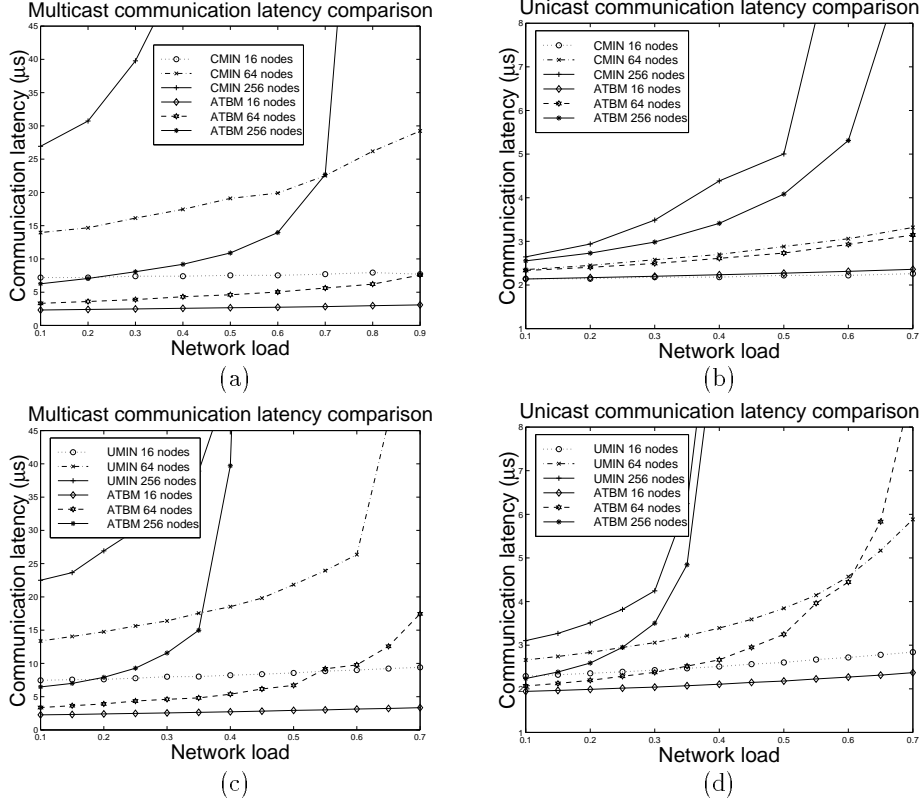 Multicast communication latency comparison
Communication latency (μs)
45
40
35
30
25
20
15
10
5
0
CMIN 16 nodes
CMIN 64 nodes
CMIN 256 nodes
ATBM 16 nodes
ATBM 64 nodes
ATBM 256 nodes
0.1 0.2 0.3 0.4 0.5 0.6 0.7 0.8 0.9
Network load
(a)
Unicast communication latency comparison
Communication latency (μs)
8
7
6
5
4
3
2
1
CMIN 16 nodes
CMIN 64 nodes
CMIN 256 nodes
ATBM 16 nodes
ATBM 64 nodes
ATBM 256 nodes
0.1 0.2 0.3 0.4 0.5 0.6 0.7
Network load
(b)
Multicast communication latency comparison
Communication latency (μs)
45
40
35
30
25
20
15
10
5
0
UMIN 16 nodes
UMIN 64 nodes
UMIN 256 nodes
ATBM 16 nodes
ATBM 64 nodes
ATBM 256 nodes
0.1 0.2 0.3 0.4 0.5 0.6 0.7
Network load
(c)
Unicast communication latency comparison
Communication latency (μs)
8
7
6
5
4
3
2
1
UMIN 16 nodes
UMIN 64 nodes
UMIN 256 nodes
ATBM 16 nodes
ATBM 64 nodes
ATBM 256 nodes
0.1 0.2 0.3 0.4 0.5 0.6 0.7
Network load
(d)